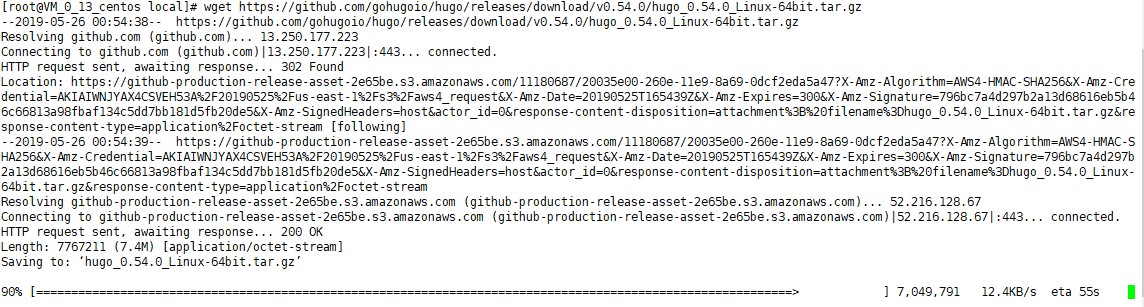 [root@VM_0_13_centos local]# wget https://github.com/gohugoio/hugo/releases/download/v0.54.0/hugo_0.54.0_Linux-64bit.tar.gz
--2019-05-26 00:54:38--  https://github.com/gohugoio/hugo/releases/download/v0.54.0/hugo_0.54.0_Linux-64bit.tar.gz
Resolving github.com (github.com)... 13.250.177.223
Connecting to github.com (github.com)|13.250.177.223|:443... connected.
HTTP request sent, awaiting response... 302 Found
Location: https://github-production-release-asset-2e65be.s3.amazonaws.com/11180687/20035e00-260e-11e9-8a69-0dcf2eda5a47?X-Amz-Algorithm=AWS4-HMAC-SHA256&X-Amz-Cre
dential=AKIAIWNJYAX4CSVEH53A%2F20190525%2Fus-east-1%2Fs3%2Faws4_request&X-Amz-Date=20190525T165439Z&X-Amz-Expires=300&X-Amz-Signature=796bc7a4d297b2a13d68616eb5b4
6c66813a98fbaf134c5dd7bb181d5fb20de5&X-Amz-SignedHeaders=host&actor_id=0&response-content-disposition=attachment%3B%20filename%3Dhugo_0.54.0_Linux-64bit.tar.gz&re
sponse-content-type=application%2Foctet-stream [following]
--2019-05-26 00:54:39--  https://github-production-release-asset-2e65be.s3.amazonaws.com/11180687/20035e00-260e-11e9-8a69-0dcf2eda5a47?X-Amz-Algorithm=AWS4-HMAC-S
HA256&X-Amz-Credential=AKIAIWNJYAX4CSVEH53A%2F20190525%2Fus-east-1%2Fs3%2Faws4_request&X-Amz-Date=20190525T165439Z&X-Amz-Expires=300&X-Amz-Signature=796bc7a4d297b
2a13d68616eb5b46c66813a98fbaf134c5dd7bb181d5fb20de5&X-Amz-SignedHeaders=host&actor_id=0&response-content-disposition=attachment%3B%20filename%3Dhugo_0.54.0_Linux-
64bit.tar.gz&response-content-type=application%2Foctet-stream
Resolving github-production-release-asset-2e65be.s3.amazonaws.com (github-production-release-asset-2e65be.s3.amazonaws.com)... 52.216.128.67
Connecting to github-production-release-asset-2e65be.s3.amazonaws.com (github-production-release-asset-2e65be.s3.amazonaws.com)|52.216.128.67|:443... connected.
HTTP request sent, awaiting response... 200 OK
Length: 7767211 (7.4M) [application/octet-stream]
Saving to: ‘hugo_0.54.0_Linux-64bit.tar.gz’
90% [==========================================================================================================>            ] 7,049,791   12.4KB/s  eta 55s